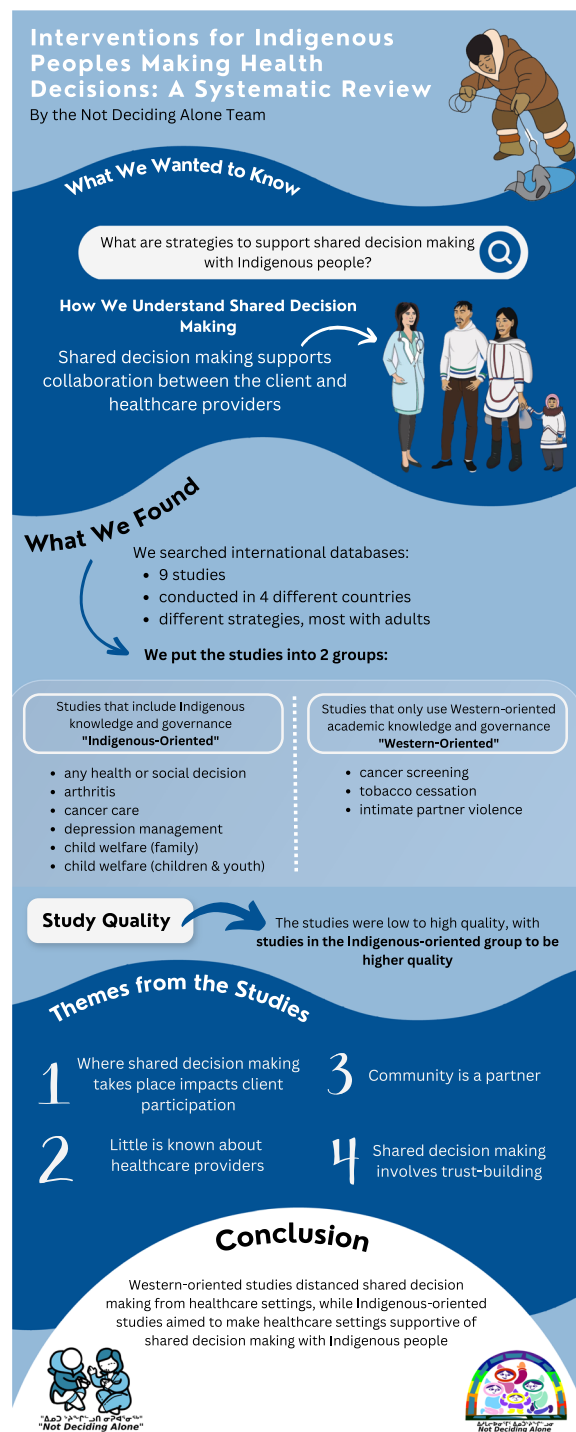 Interventions for Indigenous
Peoples Making Health
Decisions: A Systematic Review
By the Not Deciding Alone Team
What We Wanted to Know
What are strategies to support shared decision making
with Indigenous people?
How We Understand Shared Decision
Making
Shared decision making supports
collaboration between the client and
healthcare providers
What We Found
We searched international databases:
• 9 studies
• conducted in 4 different countries
• different strategies, most with adults
We put the studies into 2 groups:
Studies that include Indigenous
knowledge and governance
"Indigenous-Oriented"
• any health or social decision
• arthritis
• cancer care
• depression management
• child welfare (family)
• child welfare (children & youth)
Studies that only use Western-oriented
academic knowledge and governance
"Western-Oriented"
• cancer screening
• tobacco cessation
• intimate partner violence
Study Quality
The studies were low to high quality, with
studies in the Indigenous-oriented group to be
higher quality
Themes from the Studies
1
Where shared decision making
takes place impacts client
participation
2
Little is known about
healthcare providers
3
Community is a partner
4
Shared decision making
involves trust-building
Conclusion
Western-oriented studies distanced shared decision
making from healthcare settings, while Indigenous-oriented
studies aimed to make healthcare settings supportive of
shared decision making with Indigenous people
"Not Deciding Alone"
Not Deciding Alone